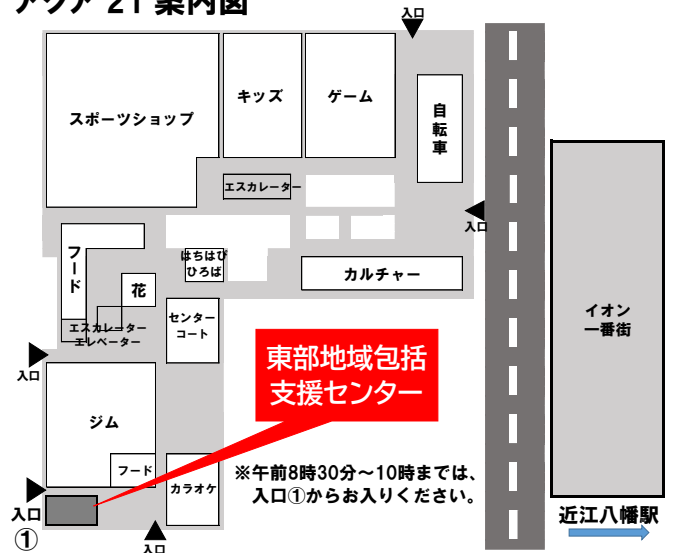 アクア 21 案内図
入口
スポーツショップ
キッズ
ゲーム
自転車
エスカレーター
入口
フード
はちはぴ
ひろば
カルチャー
花
イオン
一番街
センター
コート
エスカレーター
エレベーター
東部地域包括
支援センター
入口
ジム
フード
カラオケ
※午前8時30分～10時までは、
入口①からお入りください。
入口
①
入口
近江八幡駅